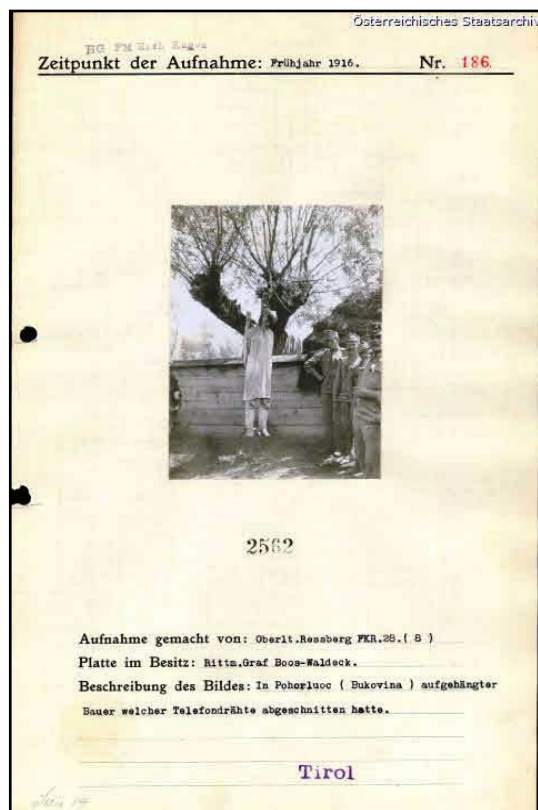 Österreichisches Staatsarchiv
Zeitpunkt der Aufnahme: Frühjahr 1916. Nr. 186.
2562
Aufnahme gemacht von: Oberlt.Ressberg FKR.28.( 8 )
Platte im Besitz: Rittm.Graf Boos-Waldeck.
Beschreibung des Bildes: In Pohorluoc ( Bukovina ) aufgehängter
Bauer welcher Telefondrähte abgeschnitten hatte.
Tirol